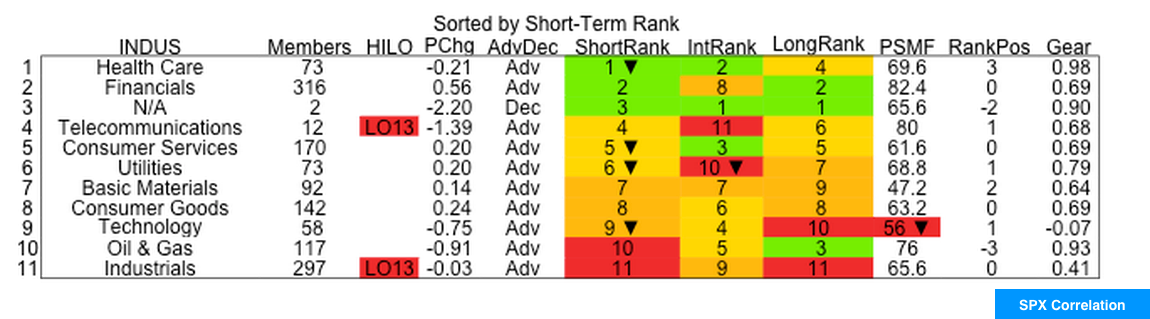 Sorted by Short-Term Rank
INDUS Members HILO PChg AdvDec ShortRank IntRank LongRank PSMF RankPos Gear
1 Health Care 73 -0.21 Adv 1 ▼ 2 4 69.6 3 0.98
2 Financials 316 0.56 Adv 2 8 2 82.4 0 0.69
3 N/A 2 -2.20 Dec 3 1 1 65.6 -2 0.90
4 Telecommunications 12 LO13 -1.39 Adv 4 11 6 80 1 0.68
5 Consumer Services 170 0.20 Adv 5 ▼ 3 5 61.6 0 0.69
6 Utilities 73 0.20 Adv 6 ▼ 10 ▼ 7 68.8 1 0.79
7 Basic Materials 92 0.14 Adv 7 7 9 47.2 2 0.64
8 Consumer Goods 142 0.24 Adv 8 6 8 63.2 0 0.69
9 Technology 58 -0.75 Adv 9 ▼ 4 10 56 ▼ 1 -0.07
10 Oil & Gas 117 -0.91 Adv 10 5 3 76 -3 0.93
11 Industrials 297 LO13 -0.03 Adv 11 9 11 65.6 0 0.41
SPX Correlation